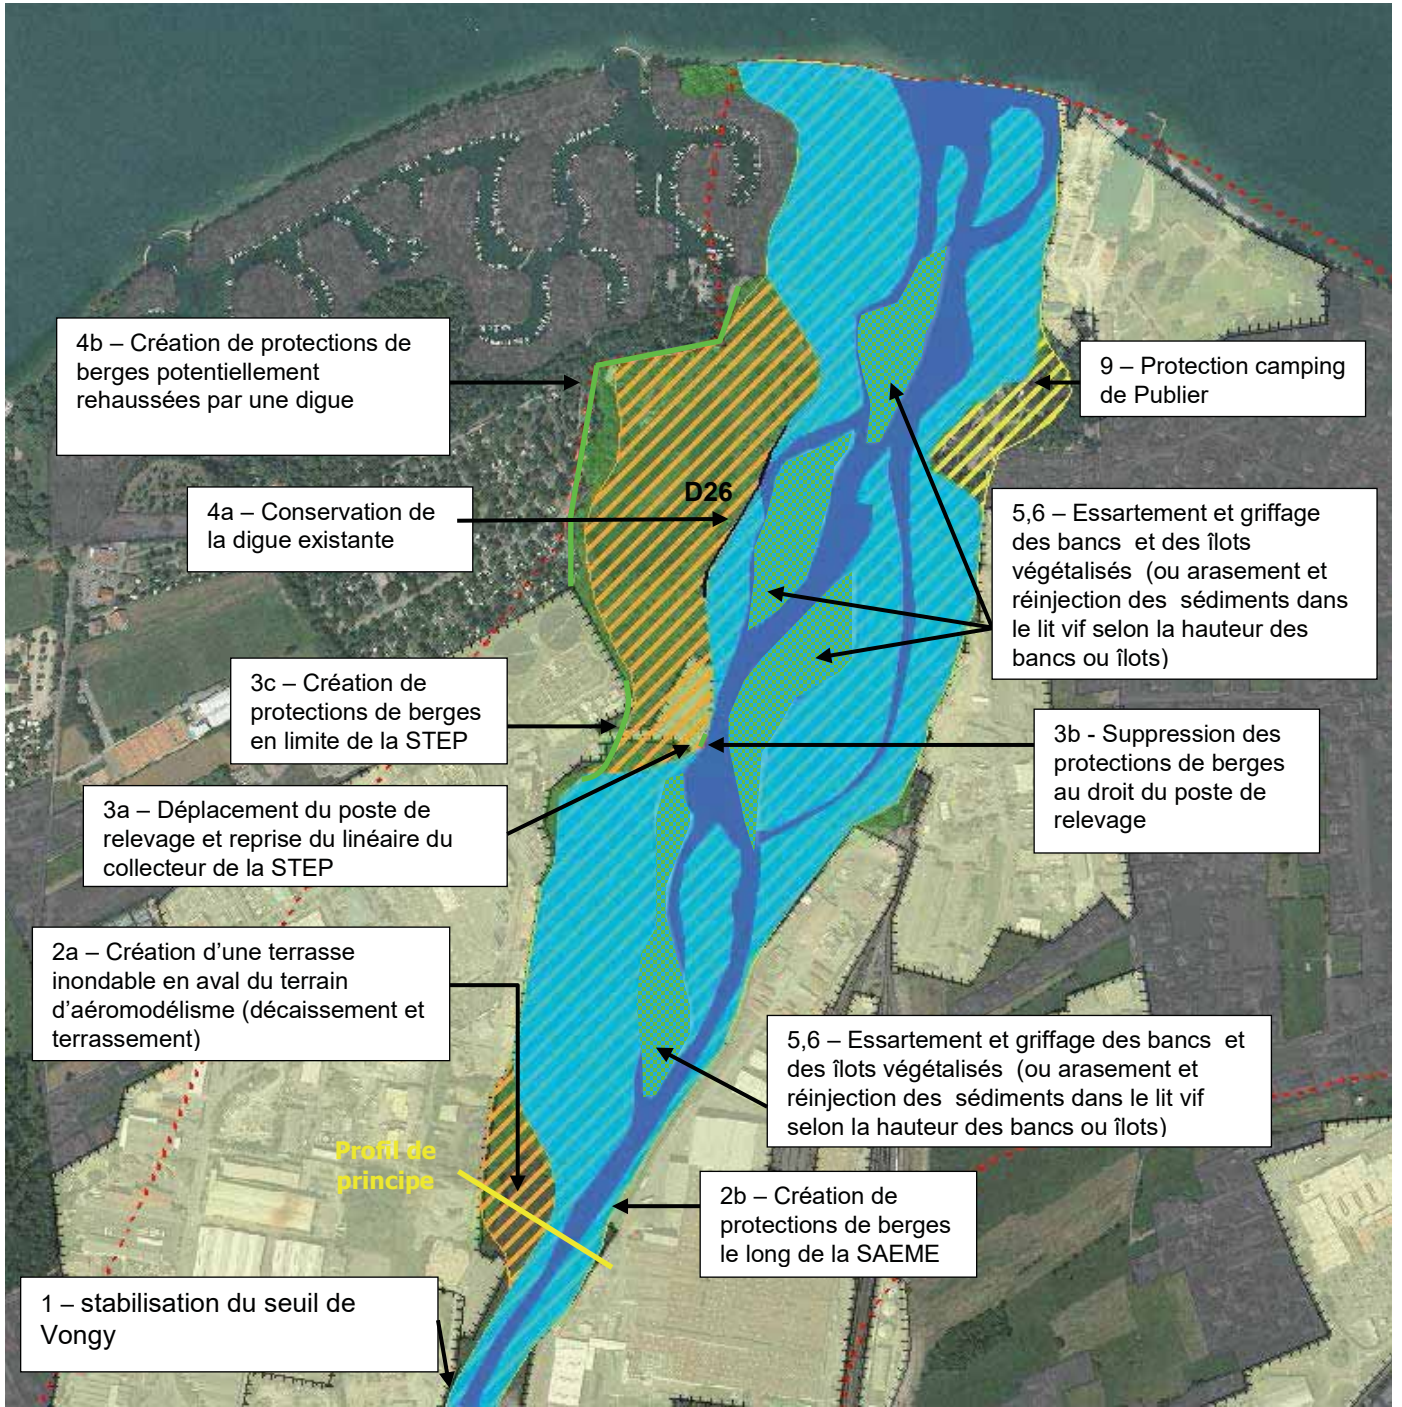 4b – Création de protections de
berges potentiellement
rehaussées par une digue
9 – Protection camping
de Publier
D26
4a – Conservation de
la digue existante
5,6 – Essartement et griffage
des bancs  et des îlots
végétalisés  (ou arasement et
réinjection des  sédiments dans
le lit vif selon la hauteur des
bancs ou îlots)
3c – Création de
protections de berges
en limite de la STEP
3b - Suppression des
protections de berges
au droit du poste de
relevage
3a – Déplacement du poste de
relevage et reprise du linéaire du
collecteur de la STEP
2a – Création d’une terrasse
inondable en aval du terrain
d’aéromodélisme (décaissement et
terrassement)
5,6 – Essartement et griffage des bancs  et
des îlots végétalisés  (ou arasement et
réinjection des  sédiments dans le lit vif
selon la hauteur des bancs ou îlots)
Profil de
principe
2b – Création de
protections de berges
le long de la SAEME
1 – stabilisation du seuil de
Vongy